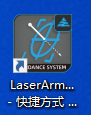 DANCE SYSTEM
LaserArm...
- 快捷方式 ...